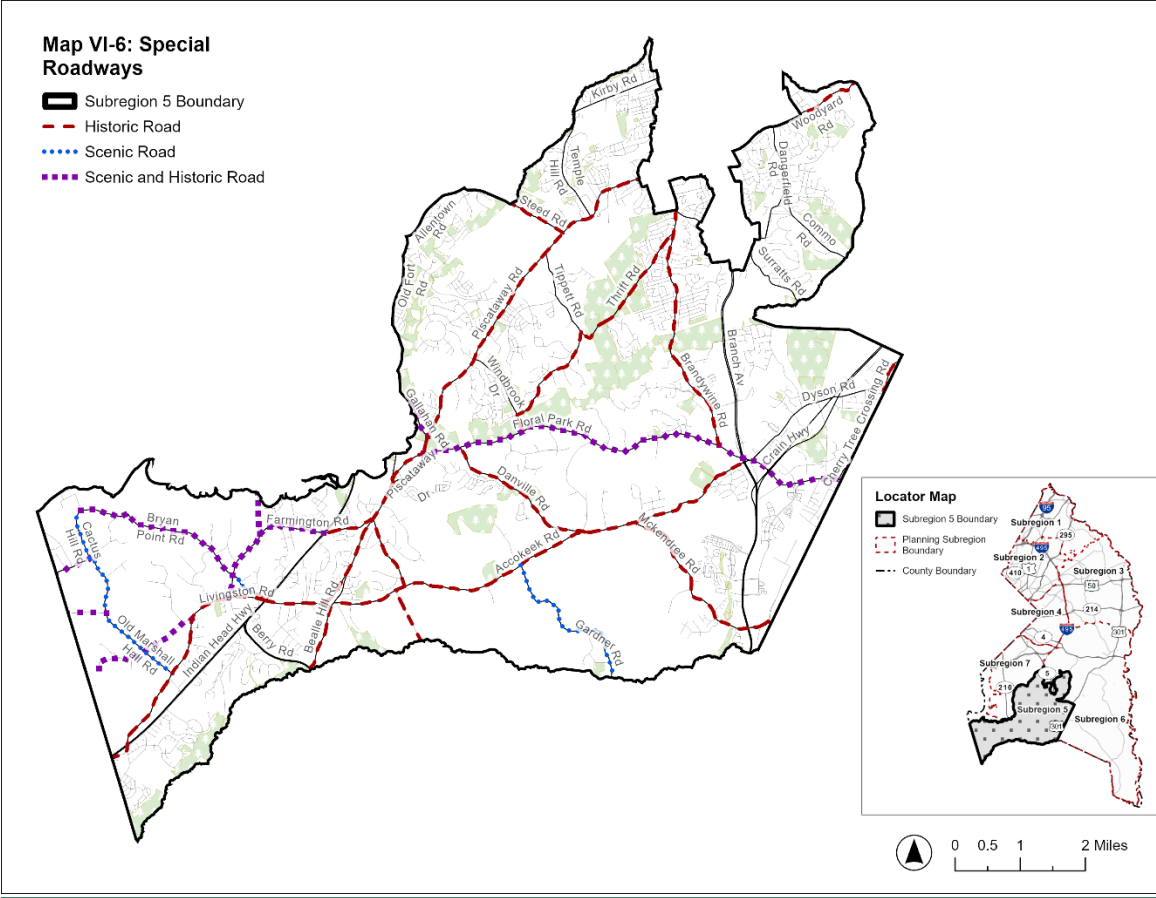 Map VI-6: Special
Roadways
Subregion 5 Boundary
Historic Road
Scenic Road
Scenic and Historic Road
Kirby Rd
Temple
Hill Rd
Woodyard
Rd
Dangerfield
Rd
Commo
Rd
Surratts Rd
Steed Rd
Allentown
Rd
Old Fort
Rd
Piscataway Rd
Tippett Rd
Thrift Rd
Windbrook
Dr
Branch Av
Brandywine Rd
Dyson Rd
Cherry Tree Crossing Rd
Crain Hwy
Gallahan Rd
Floral Park Rd
Piscataway
Dr
Danville Rd
Mckendree Rd
Accokeek Rd
Gardner Rd
Bryan
Point Rd
Farmington Rd
Cactus
Hill Rd
Livingston Rd
Indian Head Hwy
Bealle Hill Rd
Berry Rd
Old Marshall
Hall Rd
Locator Map
Subregion 5 Boundary
Planning Subregion
Boundary
County Boundary
95
Subregion 1
295
495
Subregion 2
1
410
Subregion 3
50
Subregion 4
214
495
301
4
Subregion 7
5
210
Subregion 5
Subregion 6
301
0 0.5 1 2 Miles